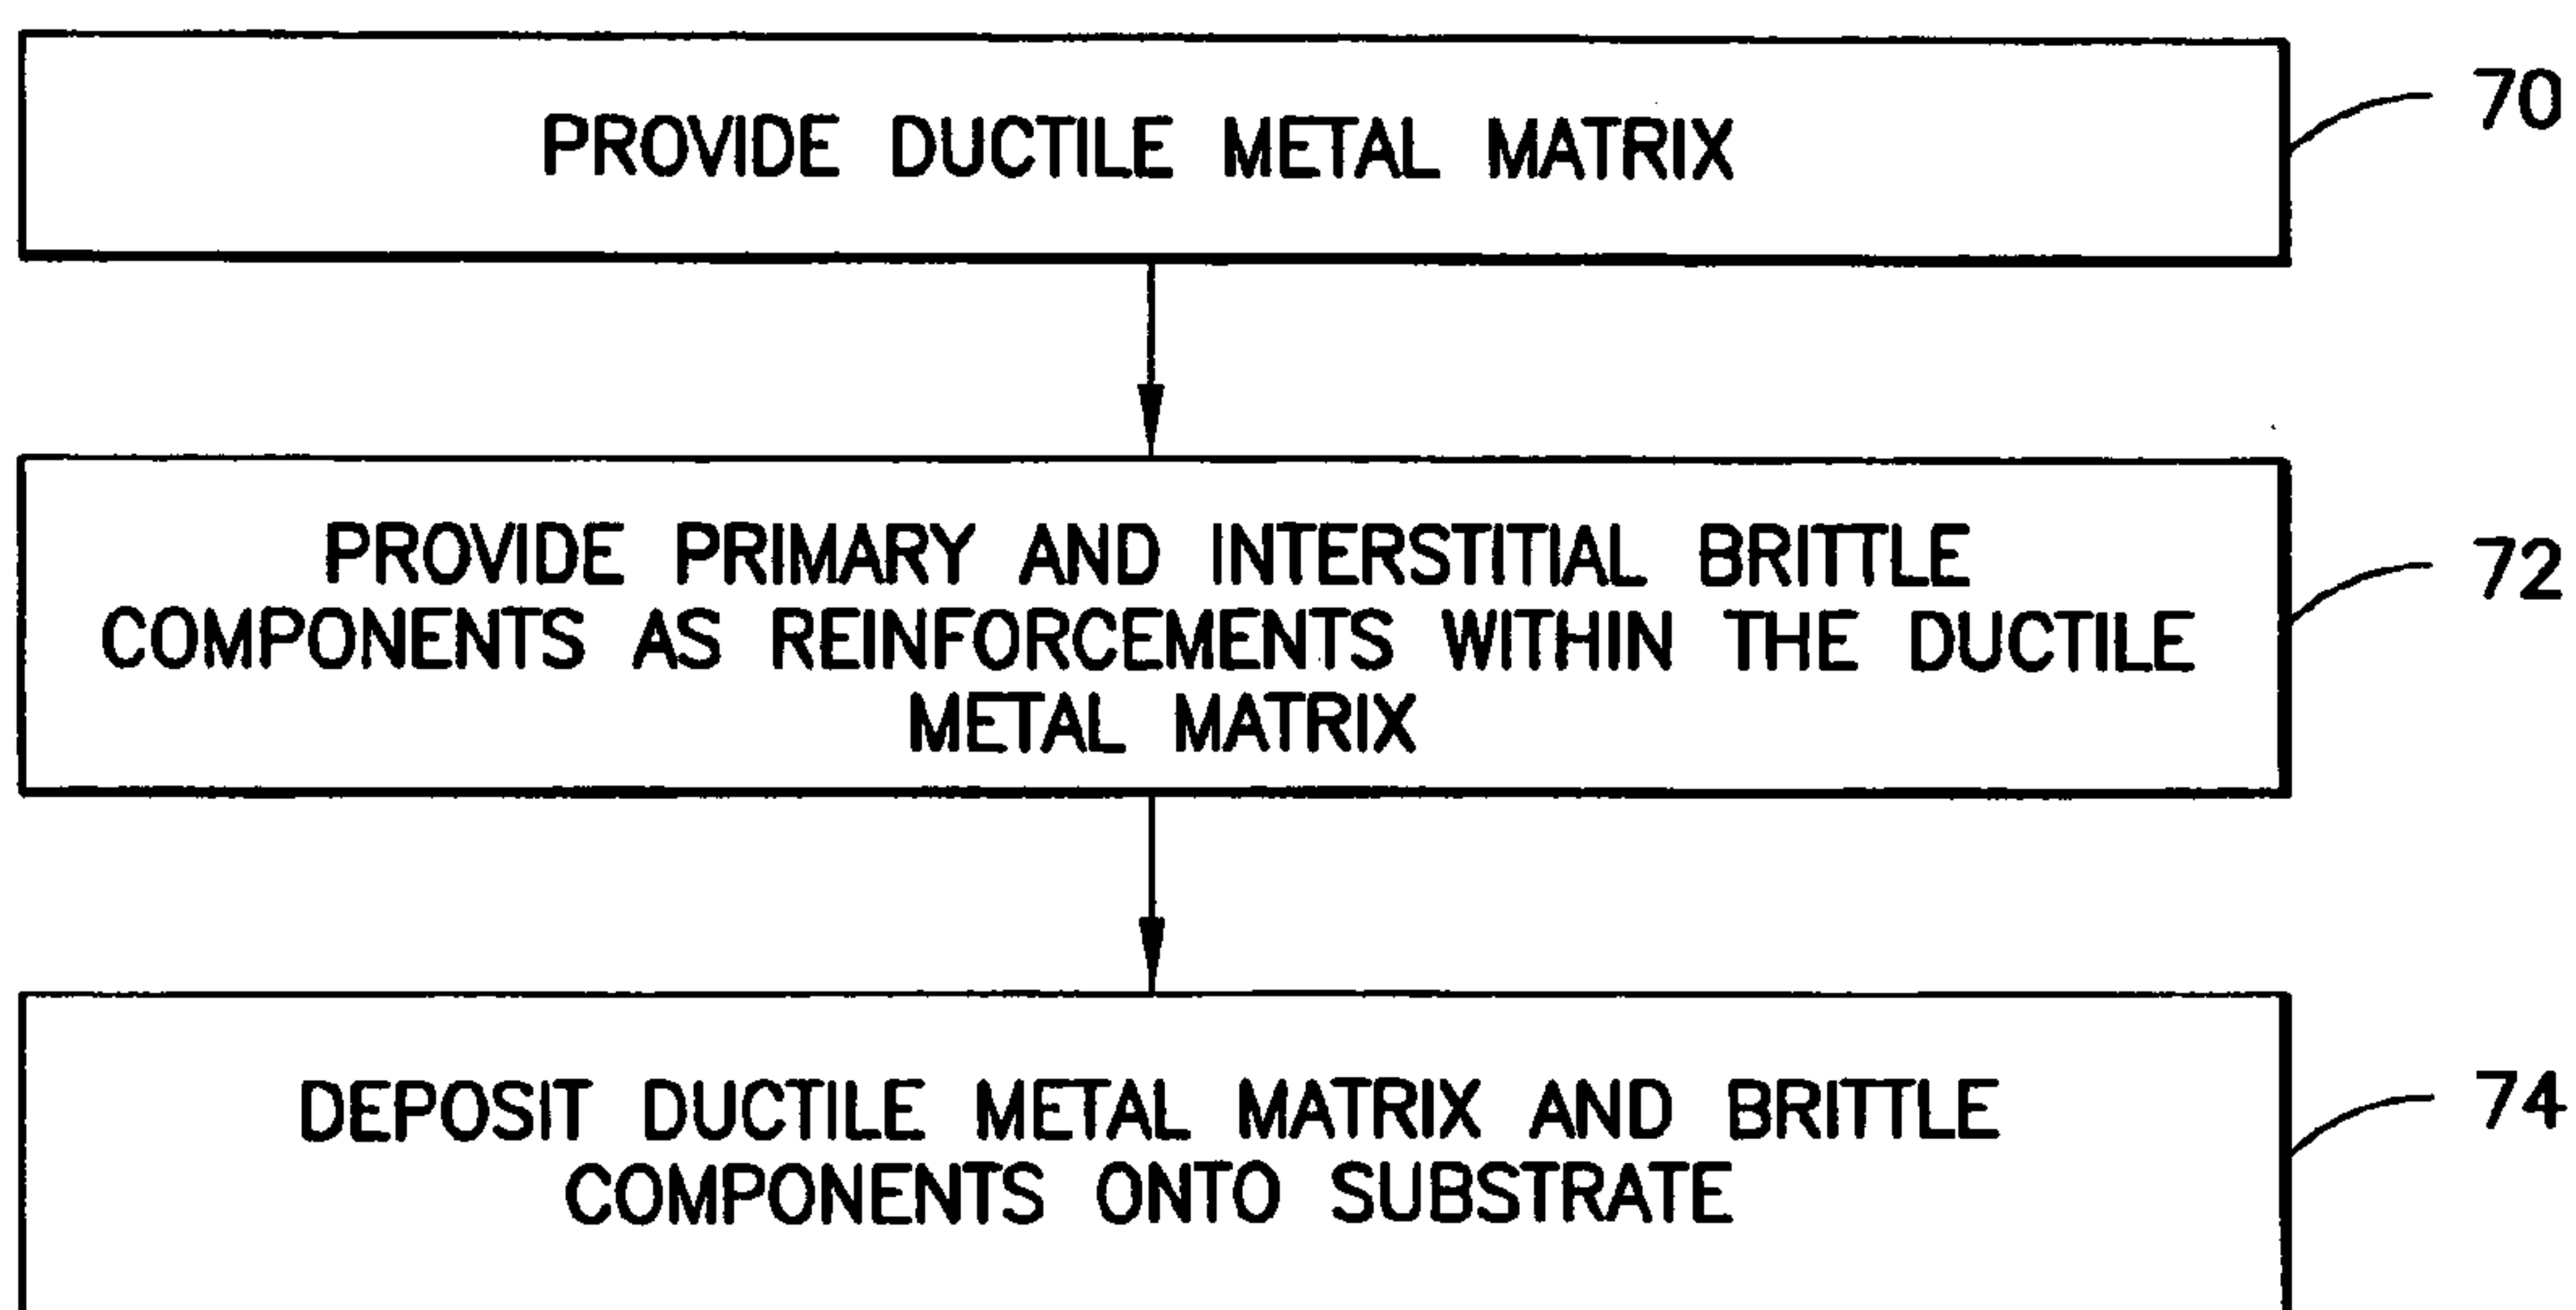 PROVIDE DUCTILE METAL MATRIX
70
PROVIDE PRIMARY AND INTERSTITIAL BRITTLE
COMPONENTS AS REINFORCEMENTS WITHIN THE DUCTILE
METAL MATRIX
72
DEPOSIT DUCTILE METAL MATRIX AND BRITTLE
COMPONENTS ONTO SUBSTRATE
74